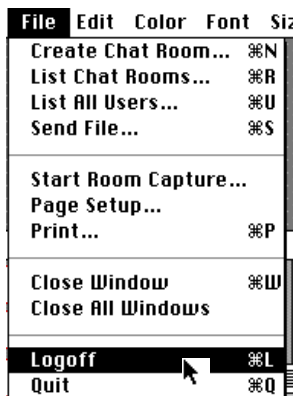 File Edit Color Font
Create Chat Room... ⌘N
List Chat Rooms... ⌘R
List All Users... ⌘U
Send File... ⌘S
Start Room Capture...
Page Setup...
Print... ⌘P
Close Window ⌘W
Close All Windows
Logoff ⌘L
Quit ⌘Q